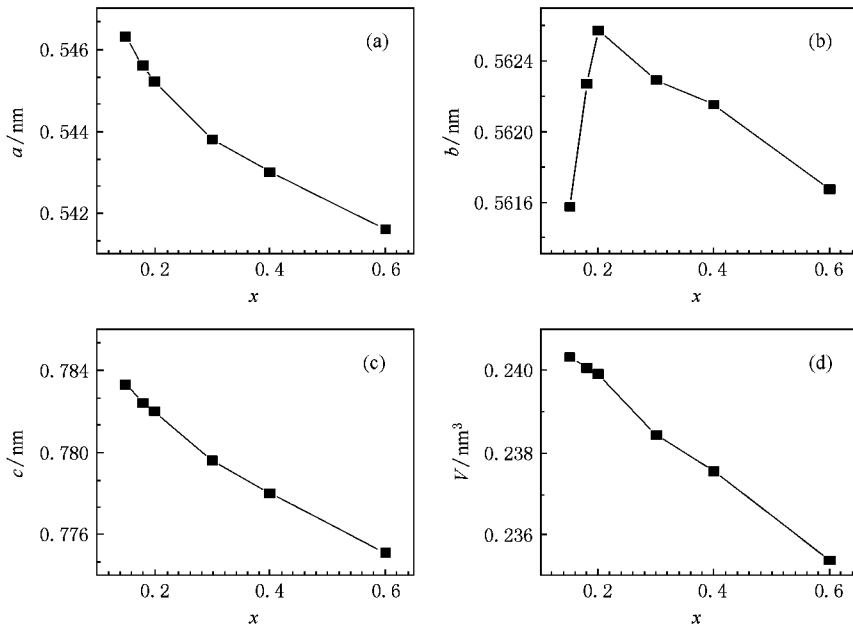 (a)
0.546
0.544
0.542
a/nm
0.2 0.4 0.6
x
(b)
0.5624
0.5620
0.5616
b/nm
0.2 0.4 0.6
x
(c)
0.784
0.780
0.776
c/nm
0.2 0.4 0.6
x
(d)
0.240
0.238
0.236
V/nm³
0.2 0.4 0.6
x